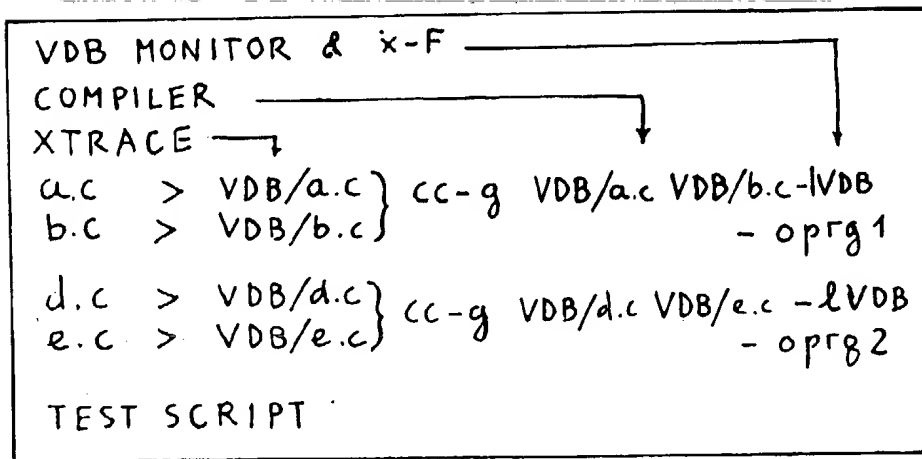 VDB MONITOR & x-F
COMPILER
XTRACE
a.c > VDB/a.c } cc-g VDB/a.c VDB/b.c-lVDB
b.c > VDB/b.c - oprg1
d.c > VDB/d.c } cc-g VDB/d.c VDB/e.c -lVDB
e.c > VDB/e.c - oprg2
TEST SCRIPT